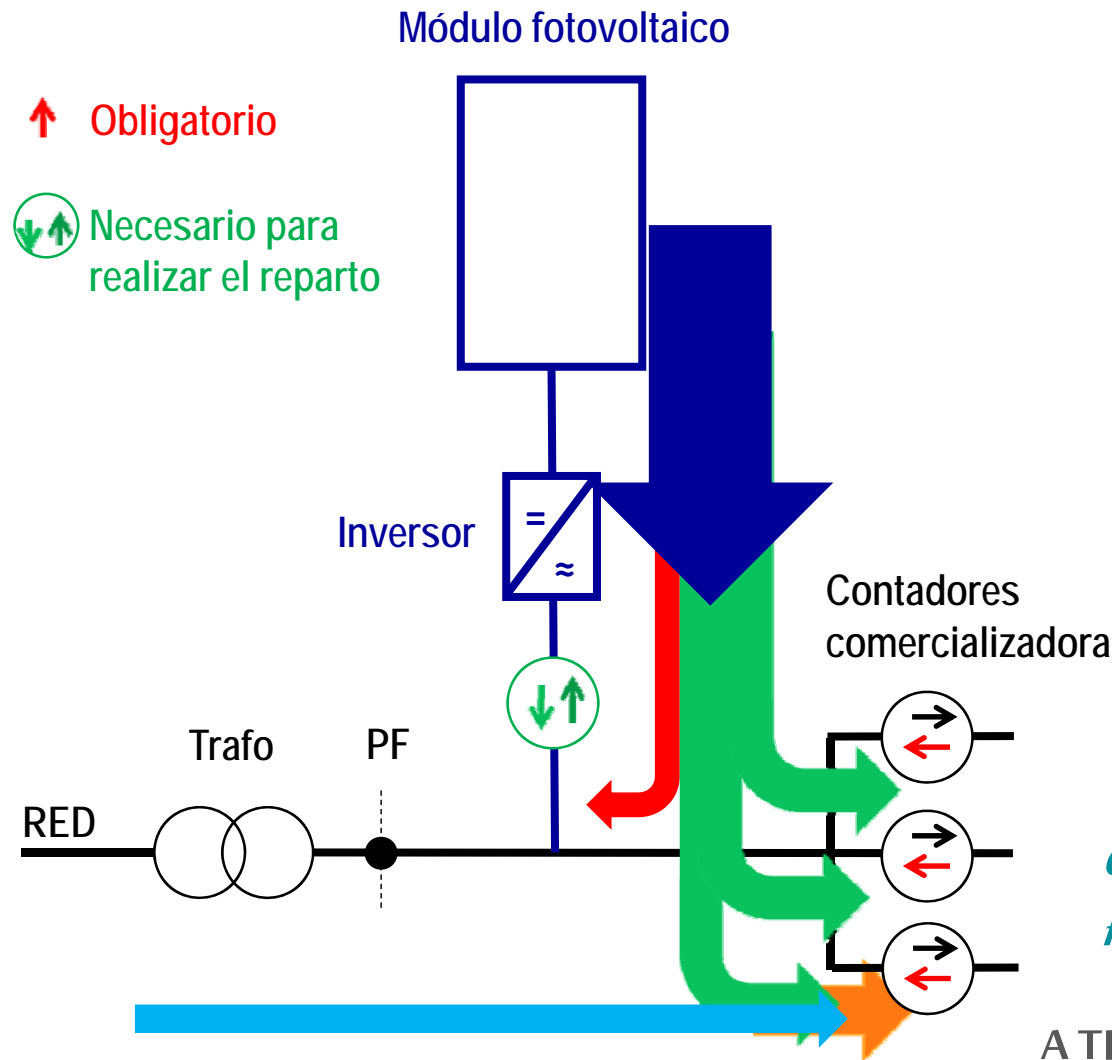 Módulo fotovoltaico
Obligatorio
Necesario para
realizar el reparto
Inversor
=
≈
Contadores
comercializadora
Trafo
PF
RED